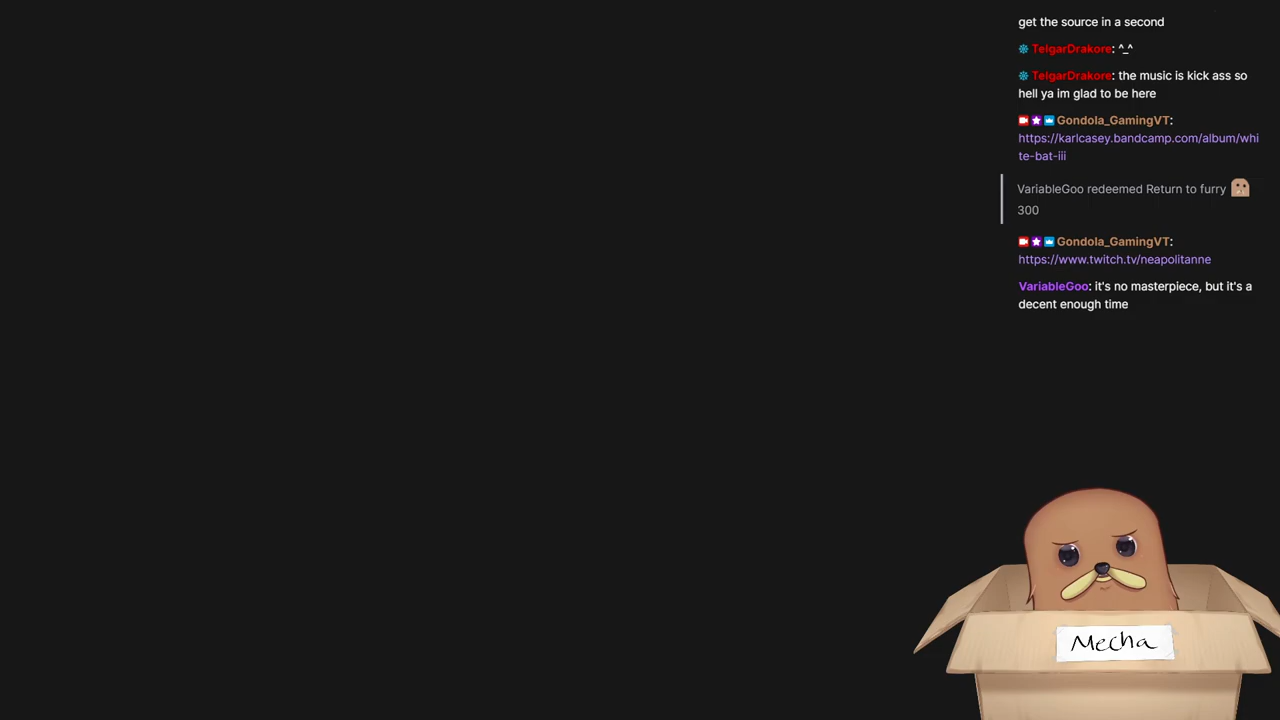 get the source in a second
TelgarDrakore: ^_^
TelgarDrakore: the music is kick ass so
hell ya im glad to be here
Gondola_GamingVT:
https://karlcasey.bandcamp.com/album/whi
te-bat-iii
VariableGoo redeemed Return to furry
300
Gondola_GamingVT:
https://www.twitch.tv/neapolitanne
VariableGoo: it's no masterpiece, but it's a
decent enough time
Mecha